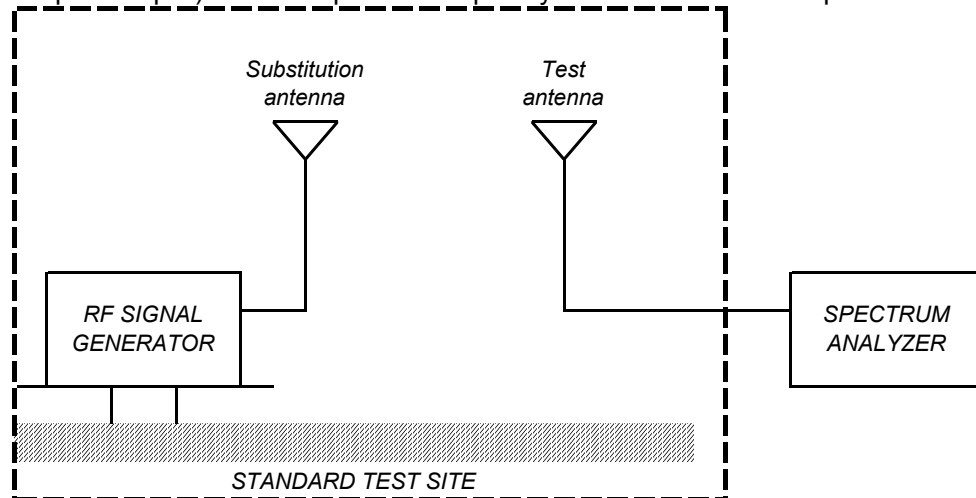 Substitution
antenna
Test
antenna
RF SIGNAL
GENERATOR
SPECTRUM
ANALYZER
STANDARD TEST SITE